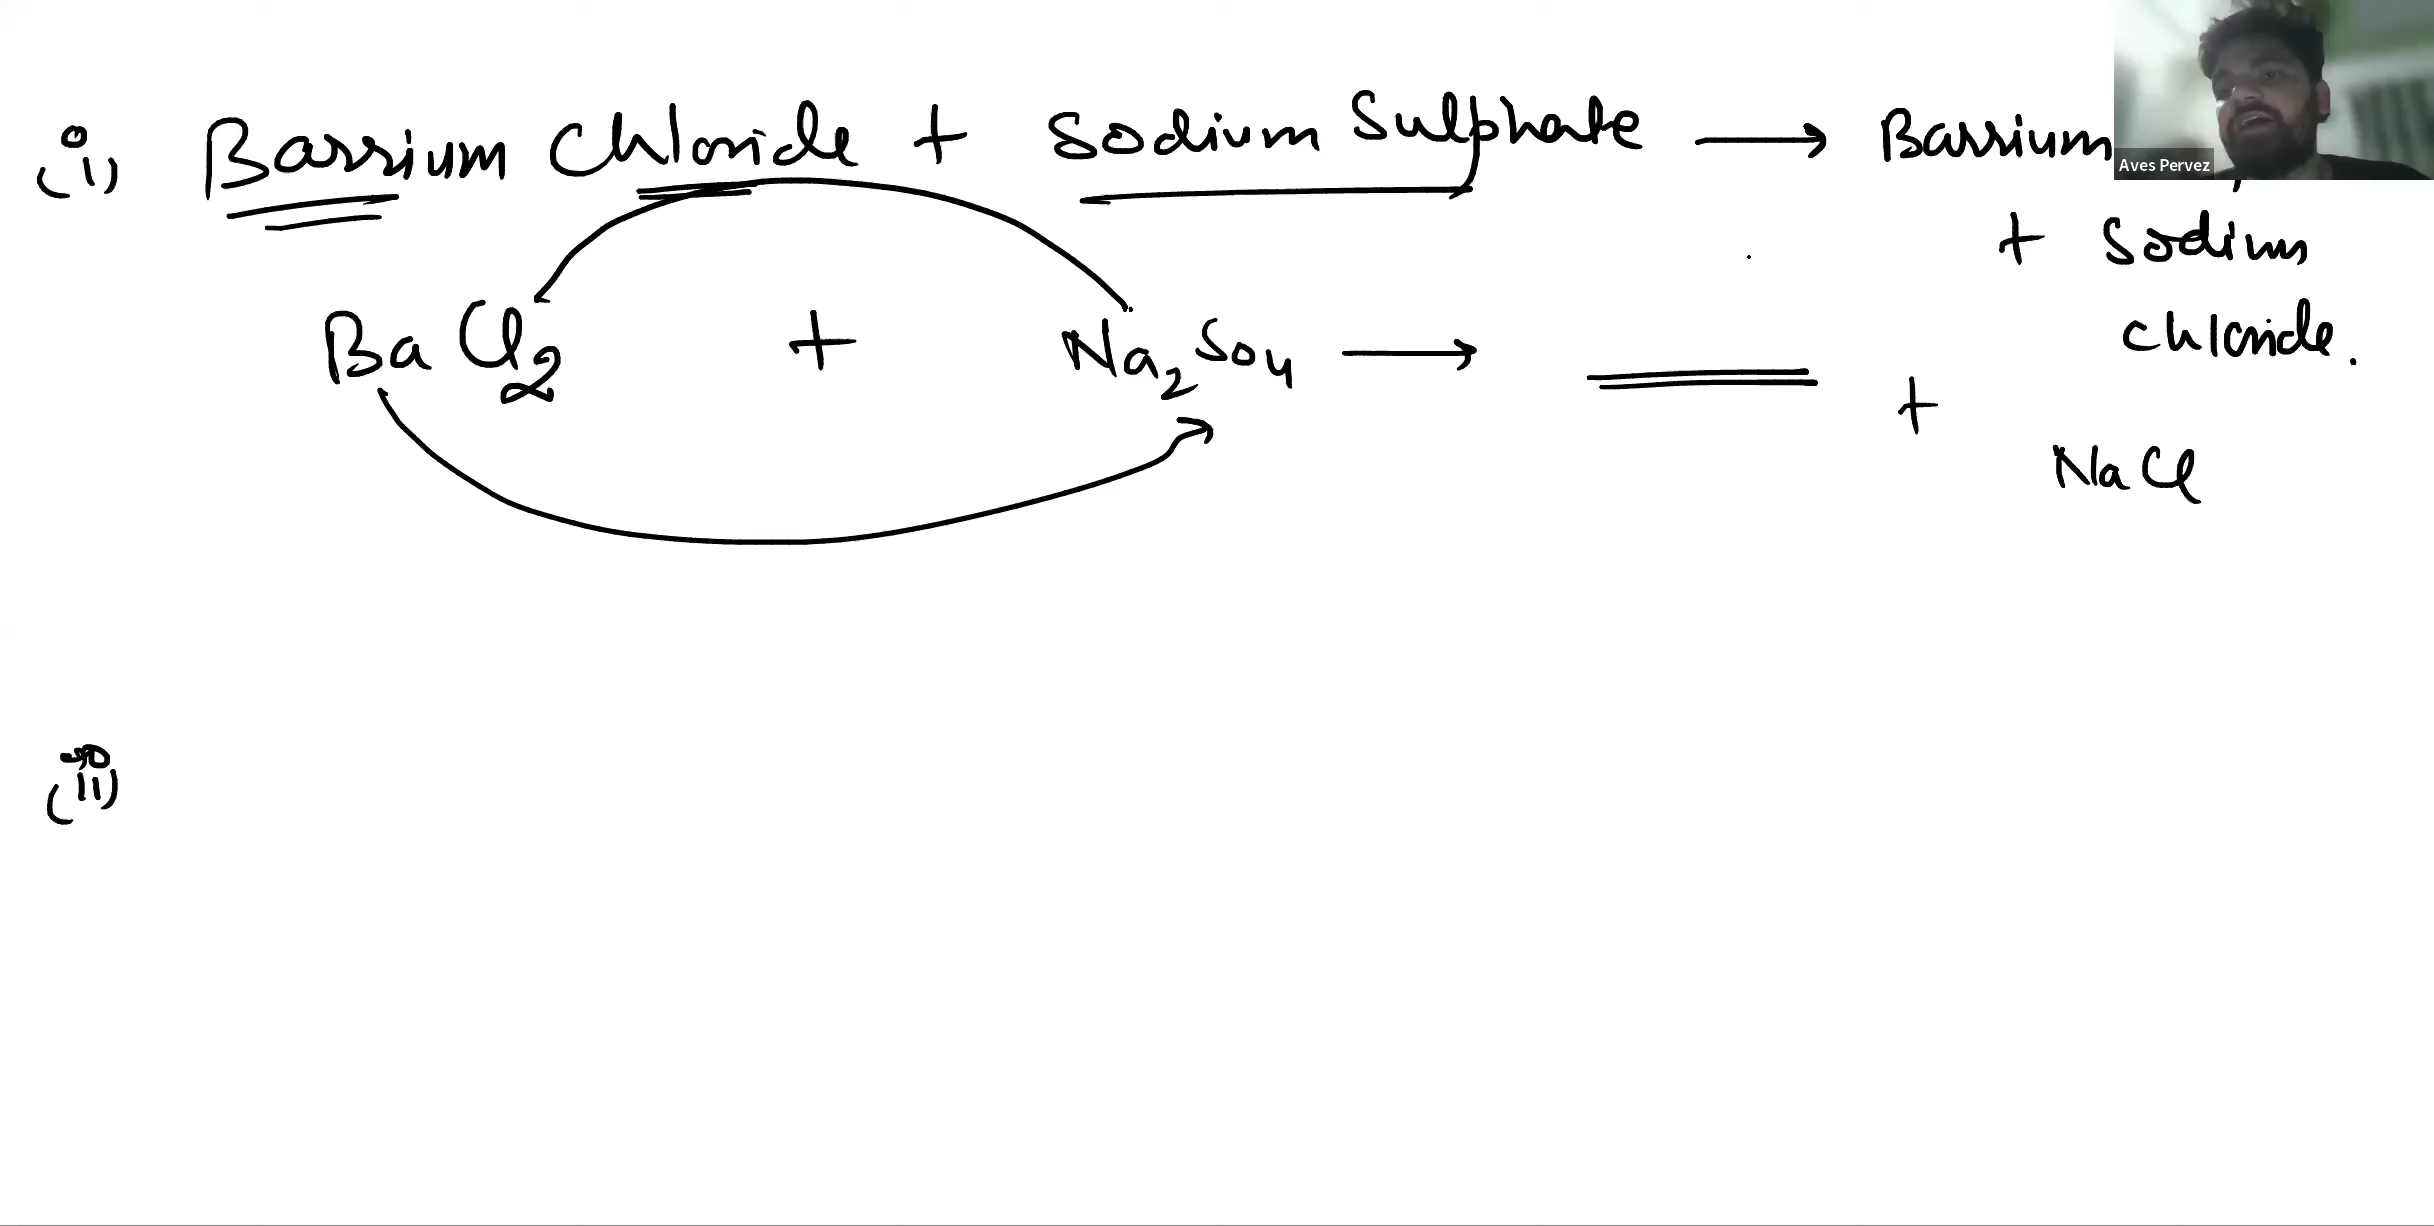 (i) Barrium Chloride + Sodium Sulphate → Barrium
+ Sodium
Chloride.
BaCl₂ + Na₂So₄ →
+
NaCl
(ii)
Aves Pervez